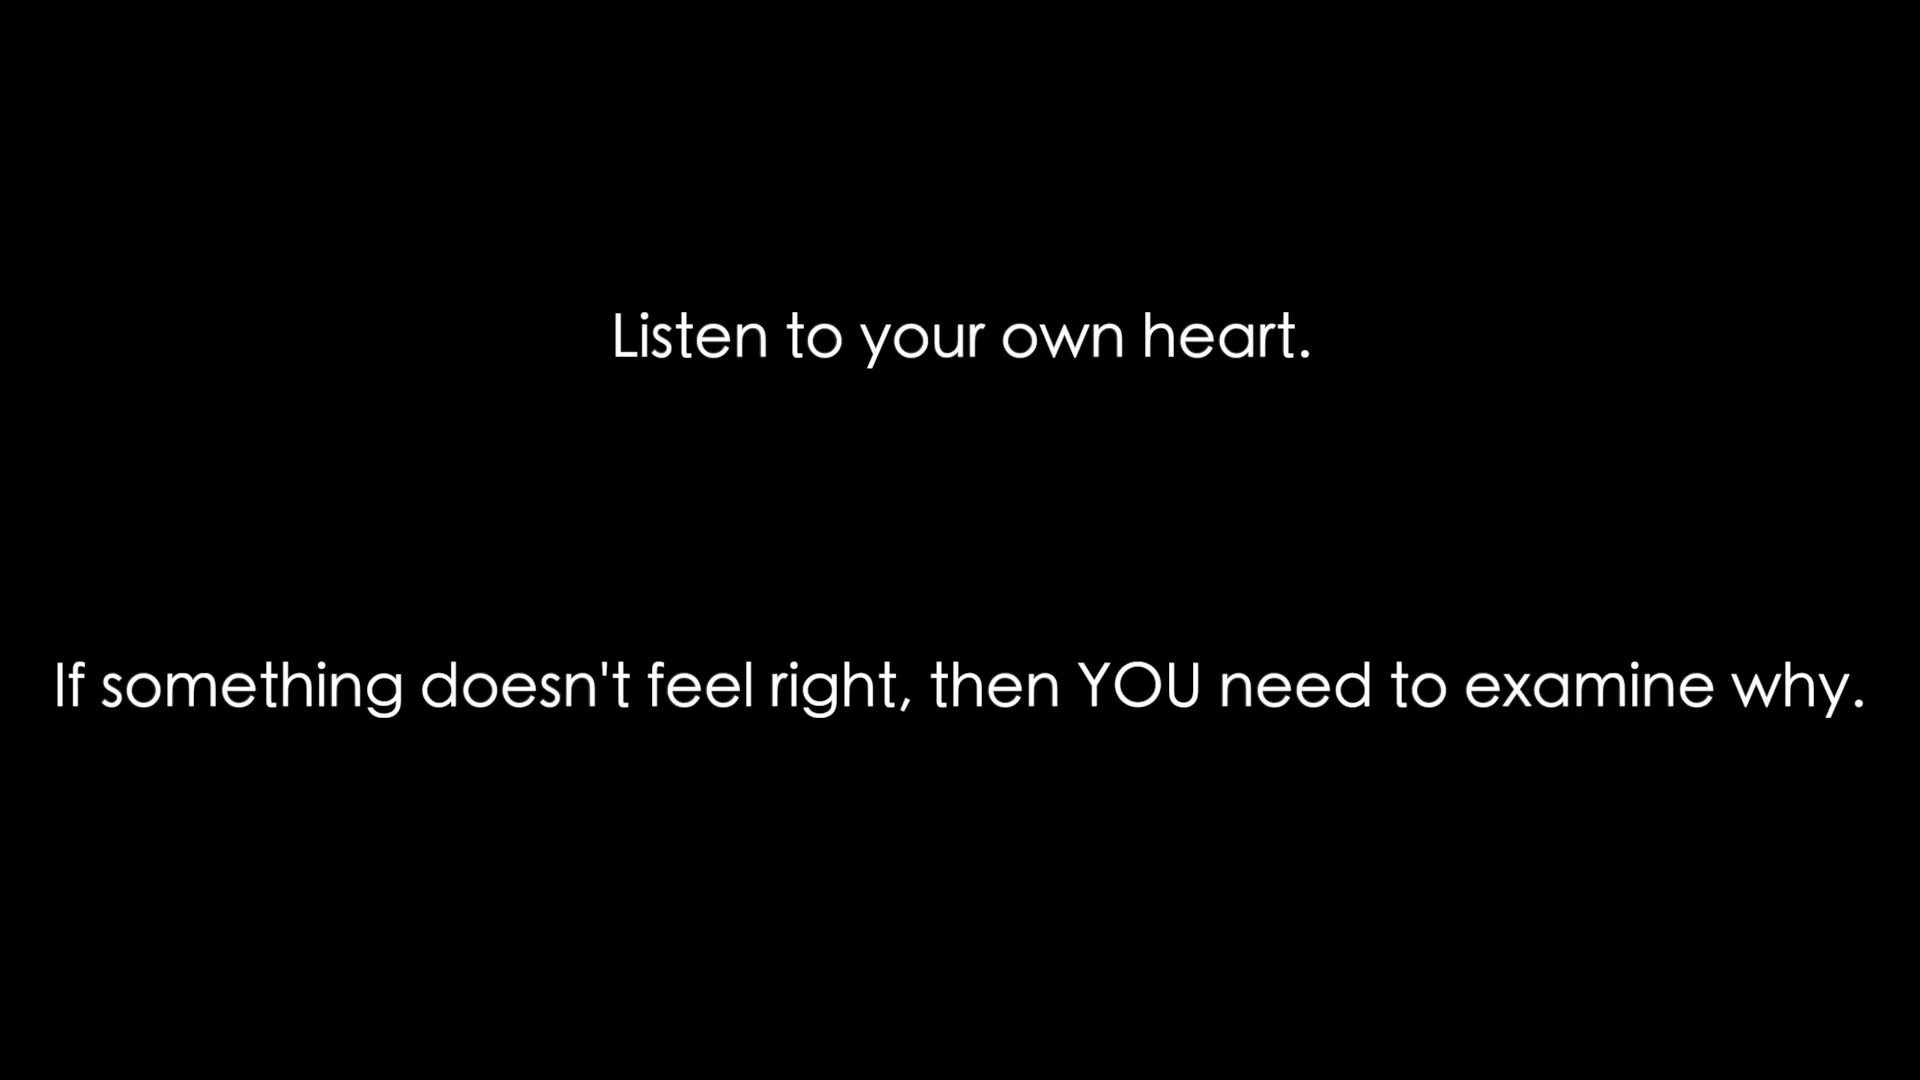 Listen to your own heart.
If something doesn't feel right, then YOU need to examine why.